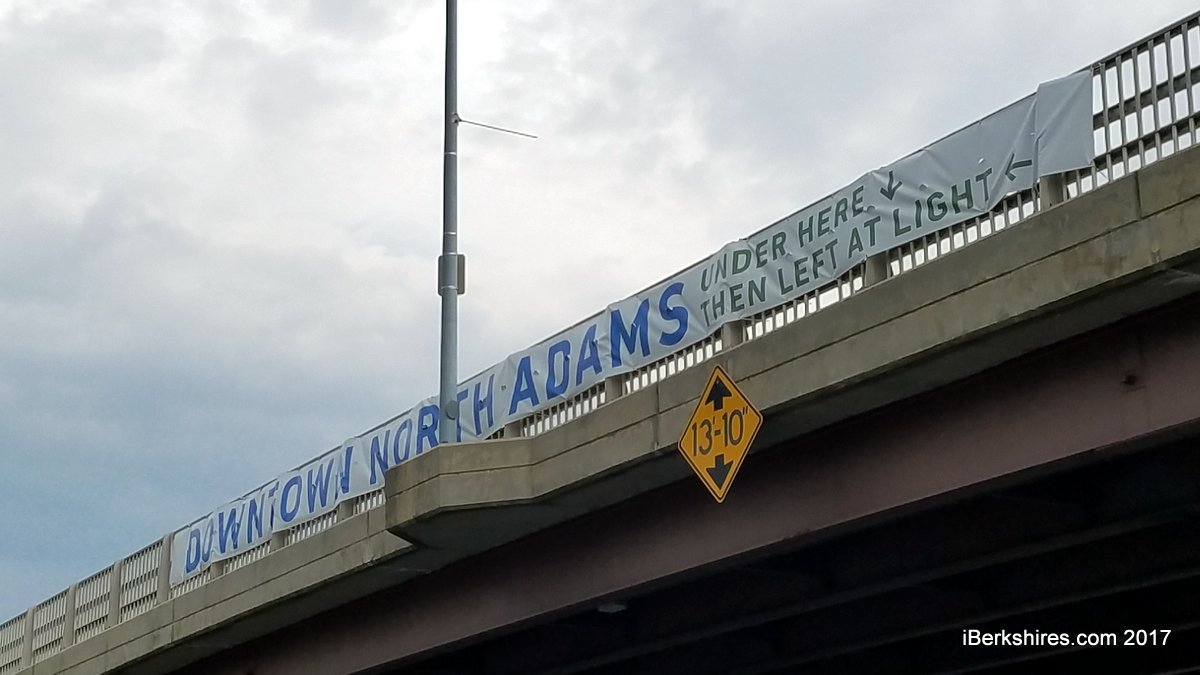 DOWNTOWN NORTH ADAMS
UNDER HERE ↓
THEN LEFT AT LIGHT ←
13'-10"
iBerkshires.com 2017